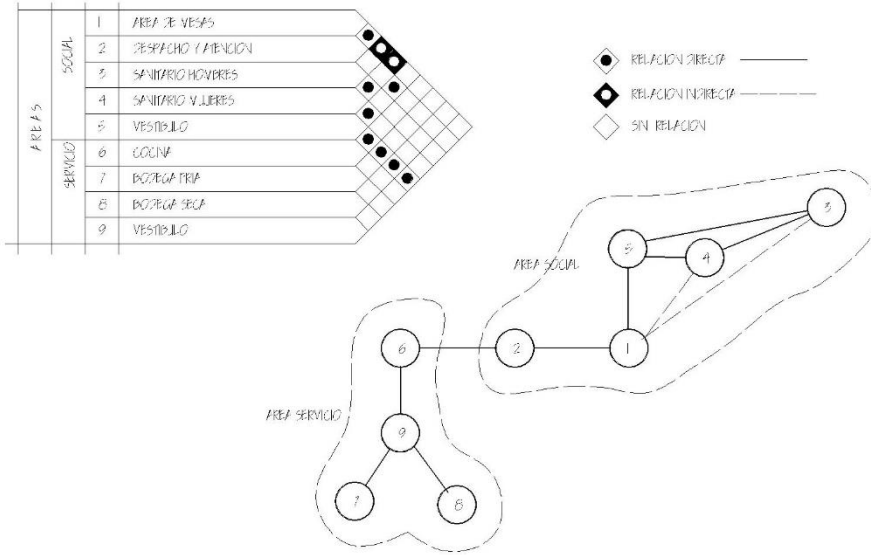 AREAS
SOCIAL
SERVICIO
1 AREA DE MESAS
2 DESPACHO Y ATENCION
3 SANITARIO HOMBRES
4 SANITARIO MUJERES
5 VESTIBULO
6 COCINA
7 BODEGA FRIA
8 BODEGA SECA
9 VESTIBULO
RELACION DIRECTA
RELACION INDIRECTA
SIN RELACION
3
5
4
AREA SOCIAL
6
2
1
AREA SERVICIO
9
7
8